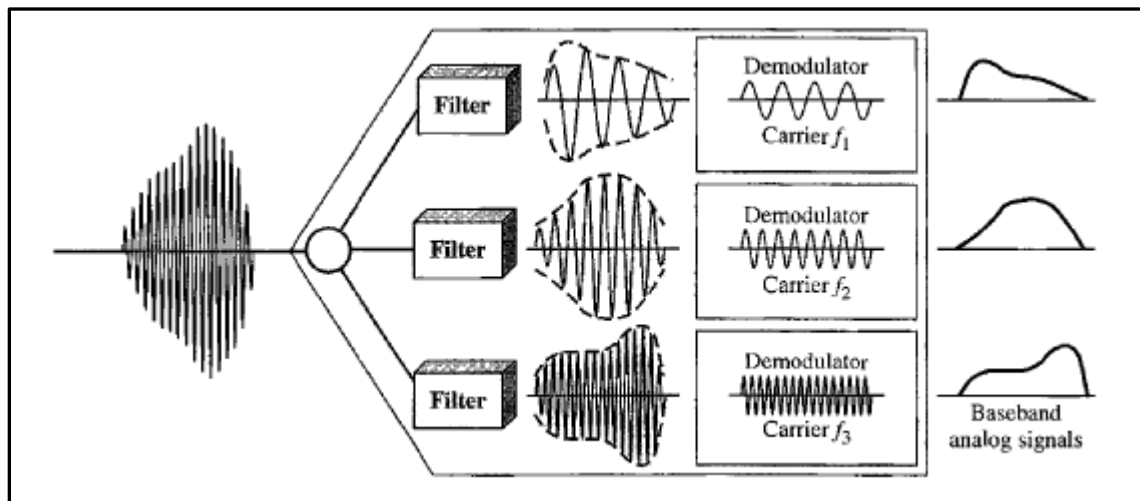 Filter
Demodulator
Carrier f₁
Filter
Demodulator
Carrier f₂
Filter
Demodulator
Carrier f₃
Baseband
analog signals